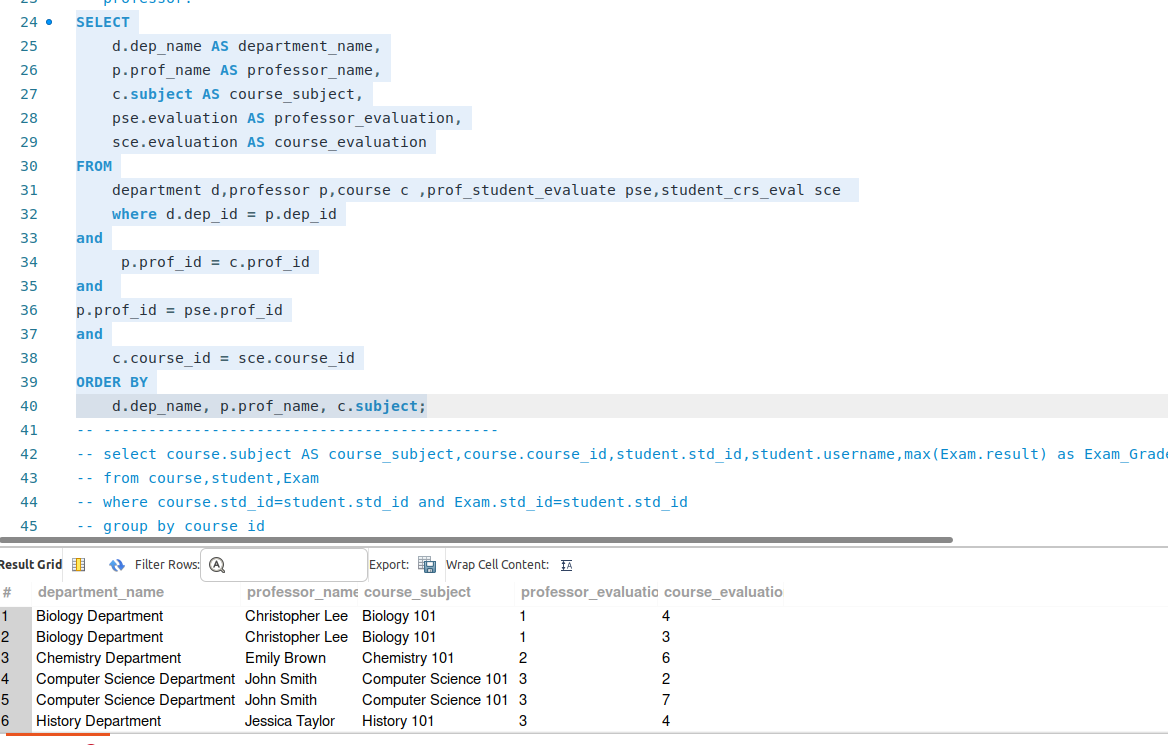 professor.
24 SELECT
25 d.dep_name AS department_name,
26 p.prof_name AS professor_name,
27 c.subject AS course_subject,
28 pse.evaluation AS professor_evaluation,
29 sce.evaluation AS course_evaluation
30 FROM
31 department d,professor p,course c ,prof_student_evaluate pse,student_crs_eval sce
32 where d.dep_id = p.dep_id
33 and
34 p.prof_id = c.prof_id
35 and
36 p.prof_id = pse.prof_id
37 and
38 c.course_id = sce.course_id
39 ORDER BY
40 d.dep_name, p.prof_name, c.subject;
41 -- --------------------------------------------
42 -- select course.subject AS course_subject,course.course_id,student.std_id,student.username,max(Exam.result) as Exam_Grade
43 -- from course,student,Exam
44 -- where course.std_id=student.std_id and Exam.std_id=student.std_id
45 -- group by course id
Result Grid Filter Rows: Export: Wrap Cell Content:
# department_name professor_name course_subject professor_evaluatio course_evaluatio
1 Biology Department Christopher Lee Biology 101 1 4
2 Biology Department Christopher Lee Biology 101 1 3
3 Chemistry Department Emily Brown Chemistry 101 2 6
4 Computer Science Department John Smith Computer Science 101 3 2
5 Computer Science Department John Smith Computer Science 101 3 7
6 History Department Jessica Taylor History 101 3 4